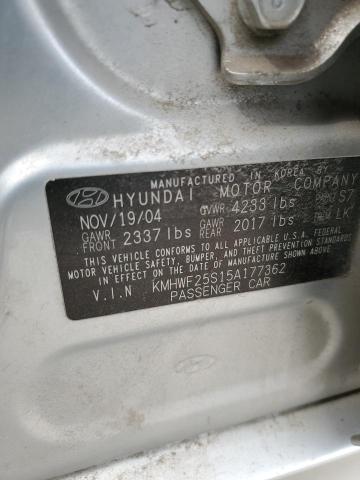 MANUFACTURED IN KOREA BY
HYUNDAI MOTOR COMPANY
NOV/19/04 GVWR 4233 lbs S7
GAWR FRONT 2337 lbs GAWR REAR 2017 lbs LK
THIS VEHICLE CONFORMS TO ALL APPLICABLE U.S.A. FEDERAL
MOTOR VEHICLE SAFETY, BUMPER, AND THEFT PREVENTION STANDARDS
IN EFFECT ON THE DATE OF MANUFACTURE SHOWN ABOVE.
V.I.N KMHWF25S15A177362
PASSENGER CAR